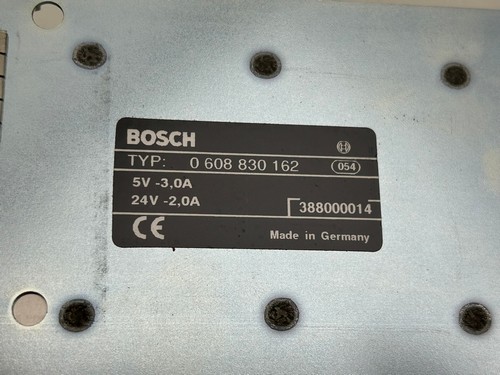 BOSCH
TYP: 0 608 830 162 054
5V -3,0A
24V -2,0A 388000014
CE Made in Germany